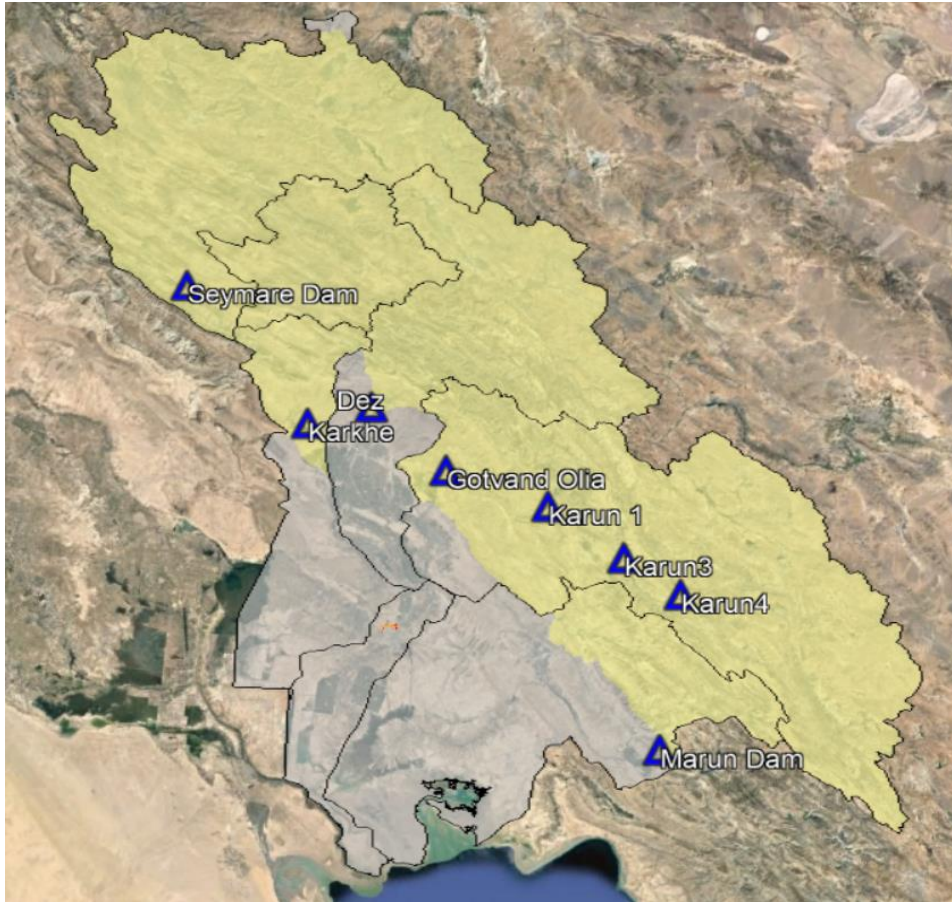 Seymare Dam
Dez
Karkhe
Gotvand Olia
Karun 1
Karun3
Karun4
Marun Dam